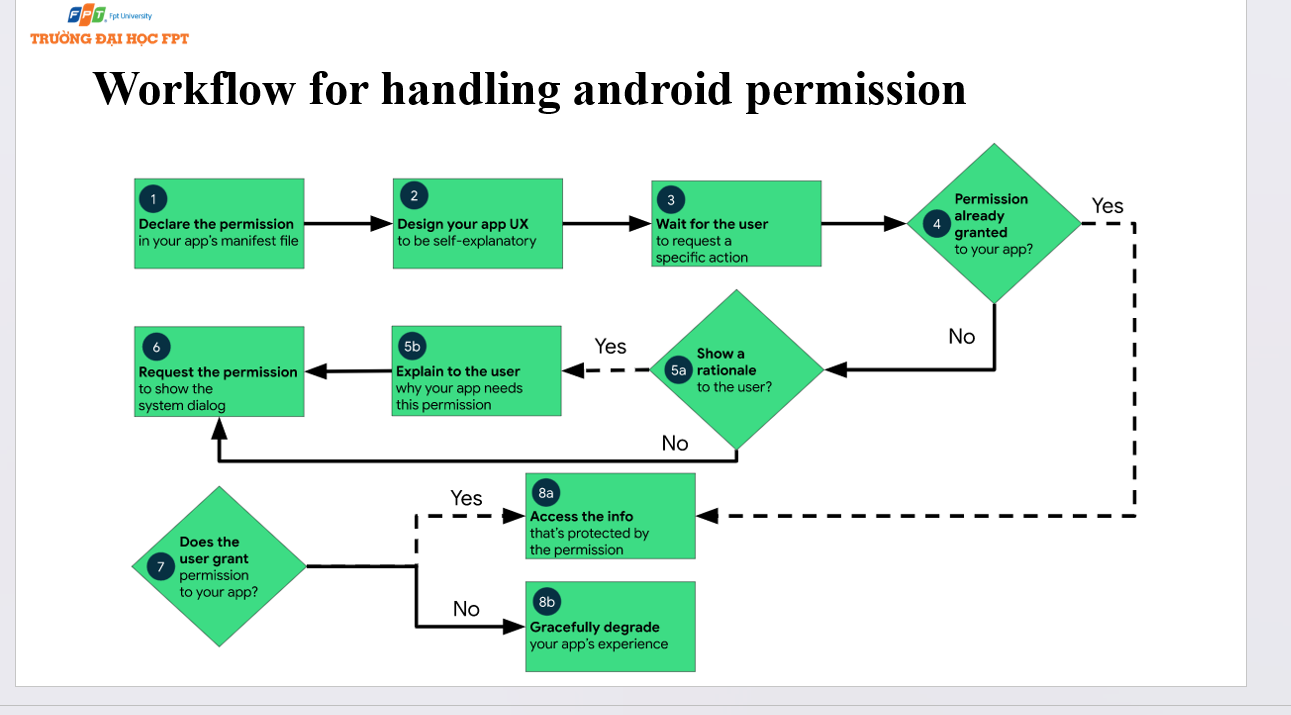 FPT Fpt University
TRƯỜNG ĐẠI HỌC FPT
Workflow for handling android permission
1
Declare the permission
in your app's manifest file
2
Design your app UX
to be self-explanatory
3
Wait for the user
to request a
specific action
4
Permission
already
granted
to your app?
Yes
No
5a
Show a
rationale
to the user?
Yes
5b
Explain to the user
why your app needs
this permission
6
Request the permission
to show the
system dialog
No
7
Does the
user grant
permission
to your app?
Yes
8a
Access the info
that's protected by
the permission
No
8b
Gracefully degrade
your app's experience